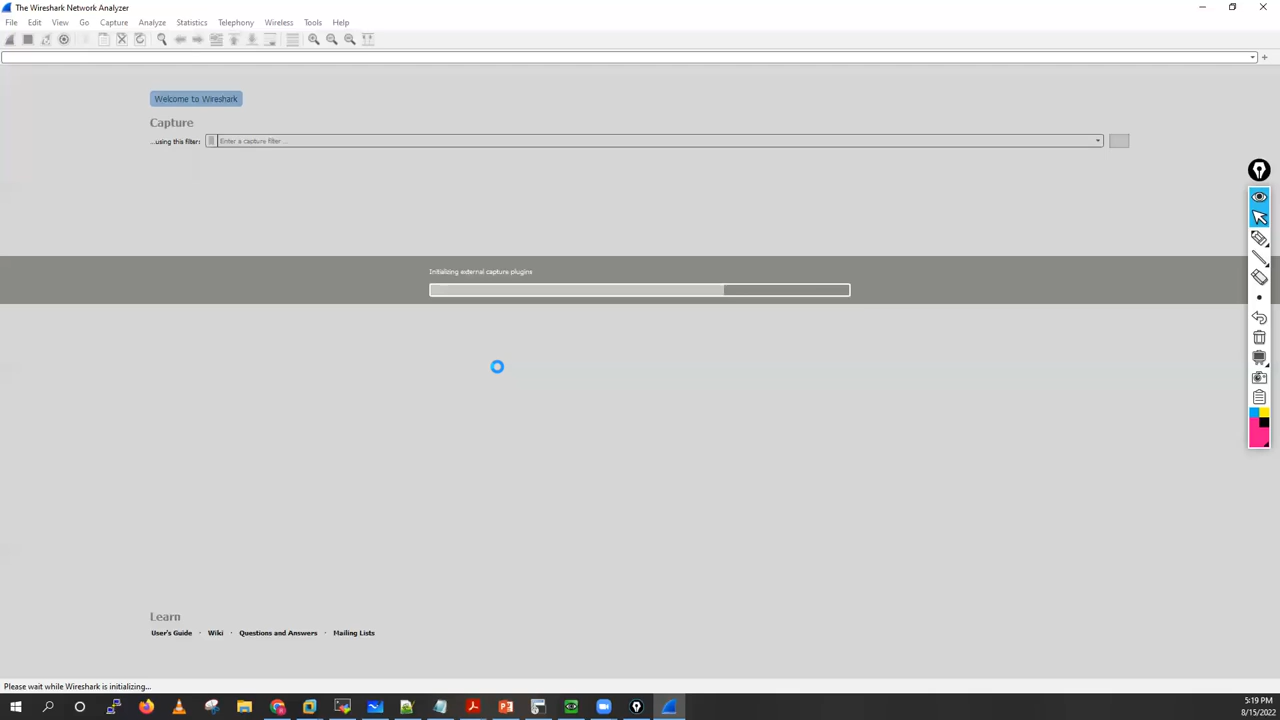 The Wireshark Network Analyzer
File Edit View Go Capture Analyze Statistics Telephony Wireless Tools Help
Welcome to Wireshark
Capture
...using this filter: Enter a capture filter ...
Initializing external capture plugins
Learn
User's Guide · Wiki · Questions and Answers · Mailing Lists
Please wait while Wireshark is initializing...
5:19 PM
8/15/2022